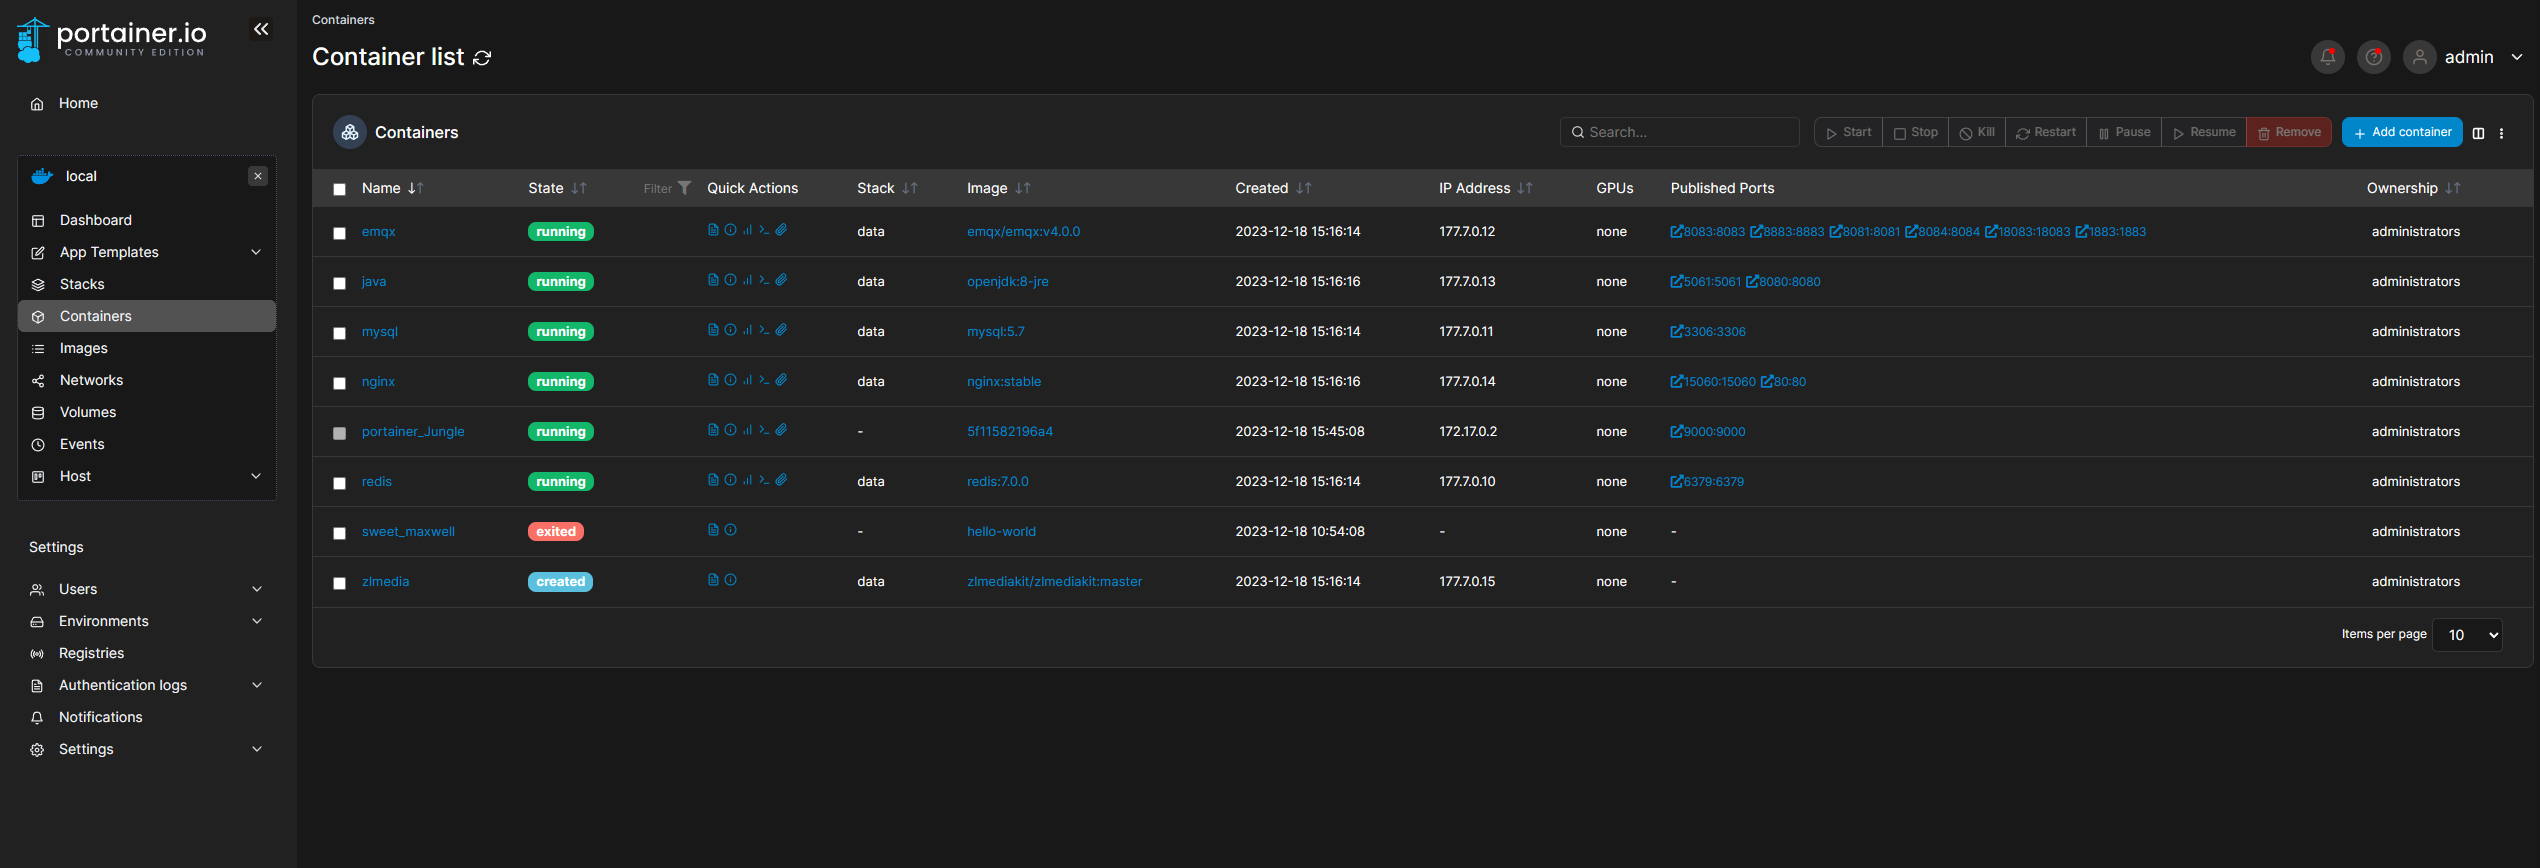 portainer.io
COMMUNITY EDITION
Home
local
Dashboard
App Templates
Stacks
Containers
Images
Networks
Volumes
Events
Host
Settings
Users
Environments
Registries
Authentication logs
Notifications
Settings
Containers
Container list
admin
Containers
Search...
Start Stop Kill Restart Pause Resume Remove Add container
Name State Filter Quick Actions Stack Image Created IP Address GPUs Published Ports Ownership
emqx running data emqx/emqx:v4.0.0 2023-12-18 15:16:14 177.7.0.12 none 8083:8083 8883:8883 8081:8081 8084:8084 18083:18083 1883:1883 administrators
java running data openjdk:8-jre 2023-12-18 15:16:16 177.7.0.13 none 5061:5061 8080:8080 administrators
mysql running data mysql:5.7 2023-12-18 15:16:14 177.7.0.11 none 3306:3306 administrators
nginx running data nginx:stable 2023-12-18 15:16:16 177.7.0.14 none 15060:15060 80:80 administrators
portainer_Jungle running - 5f11582196a4 2023-12-18 15:45:08 172.17.0.2 none 9000:9000 administrators
redis running data redis:7.0.0 2023-12-18 15:16:14 177.7.0.10 none 6379:6379 administrators
sweet_maxwell exited - hello-world 2023-12-18 10:54:08 - none - administrators
zlmedia created data zlmediakit/zlmediakit:master 2023-12-18 15:16:14 177.7.0.15 none - administrators
Items per page 10